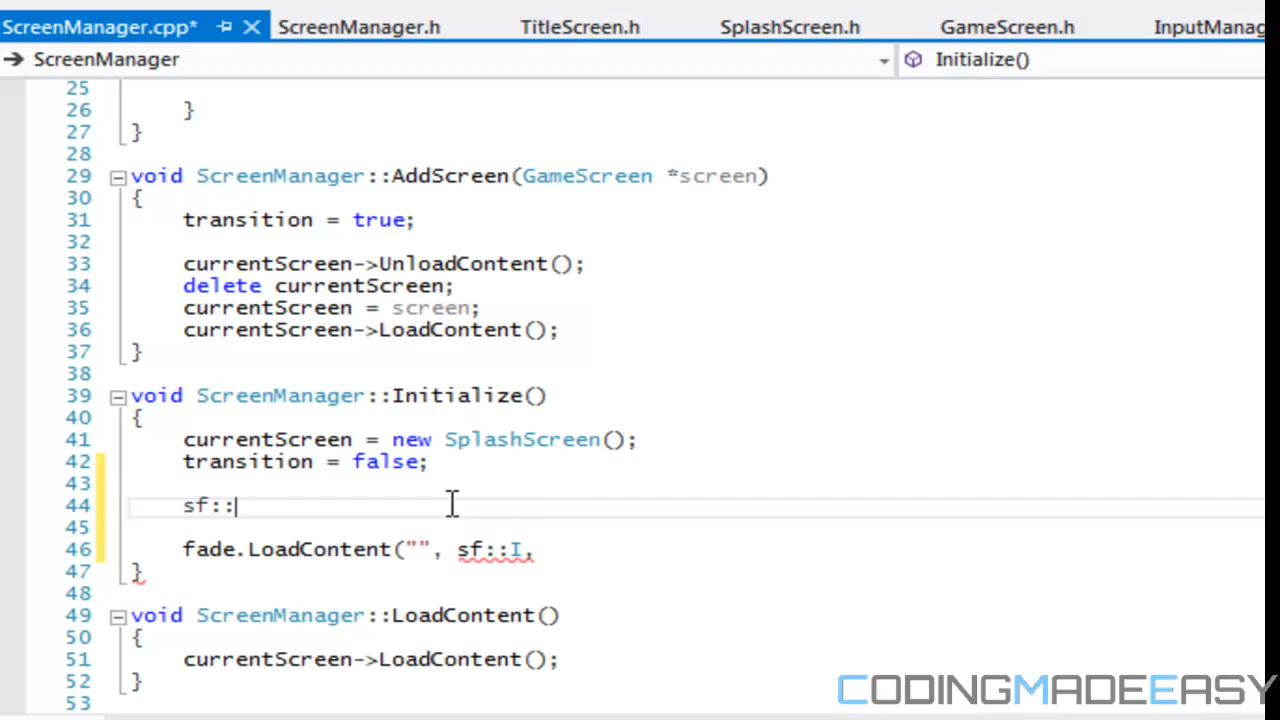 ScreenManager.cpp* ScreenManager.h TitleScreen.h SplashScreen.h GameScreen.h InputManag
ScreenManager Initialize()
25
26 }
27 }
28
29 void ScreenManager::AddScreen(GameScreen *screen)
30 {
31 transition = true;
32
33 currentScreen->UnloadContent();
34 delete currentScreen;
35 currentScreen = screen;
36 currentScreen->LoadContent();
37 }
38
39 void ScreenManager::Initialize()
40 {
41 currentScreen = new SplashScreen();
42 transition = false;
43
44 sf::
45
46 fade.LoadContent("", sf::I,
47 }
48
49 void ScreenManager::LoadContent()
50 {
51 currentScreen->LoadContent();
52 }
53
CODINGMADEEASY